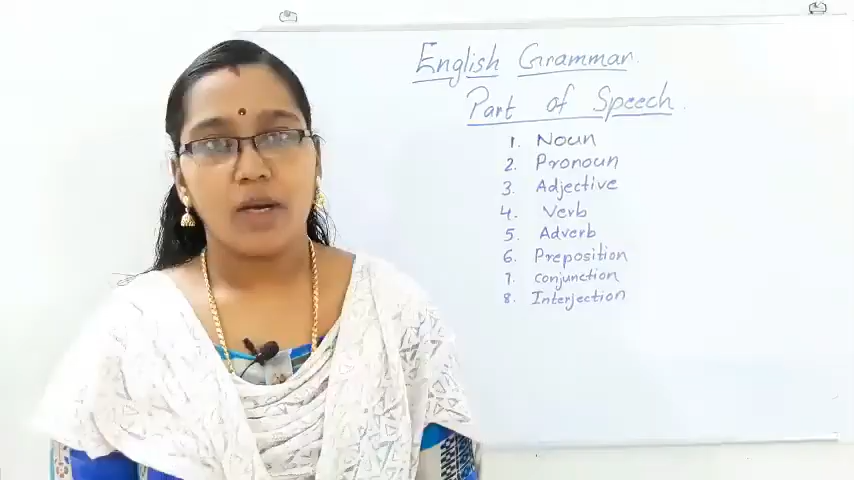 English Grammar.
Part of Speech.
1. Noun
2. Pronoun
3. Adjective
4. Verb
5. Adverb
6. Preposition
7. Conjunction
8. Interjection